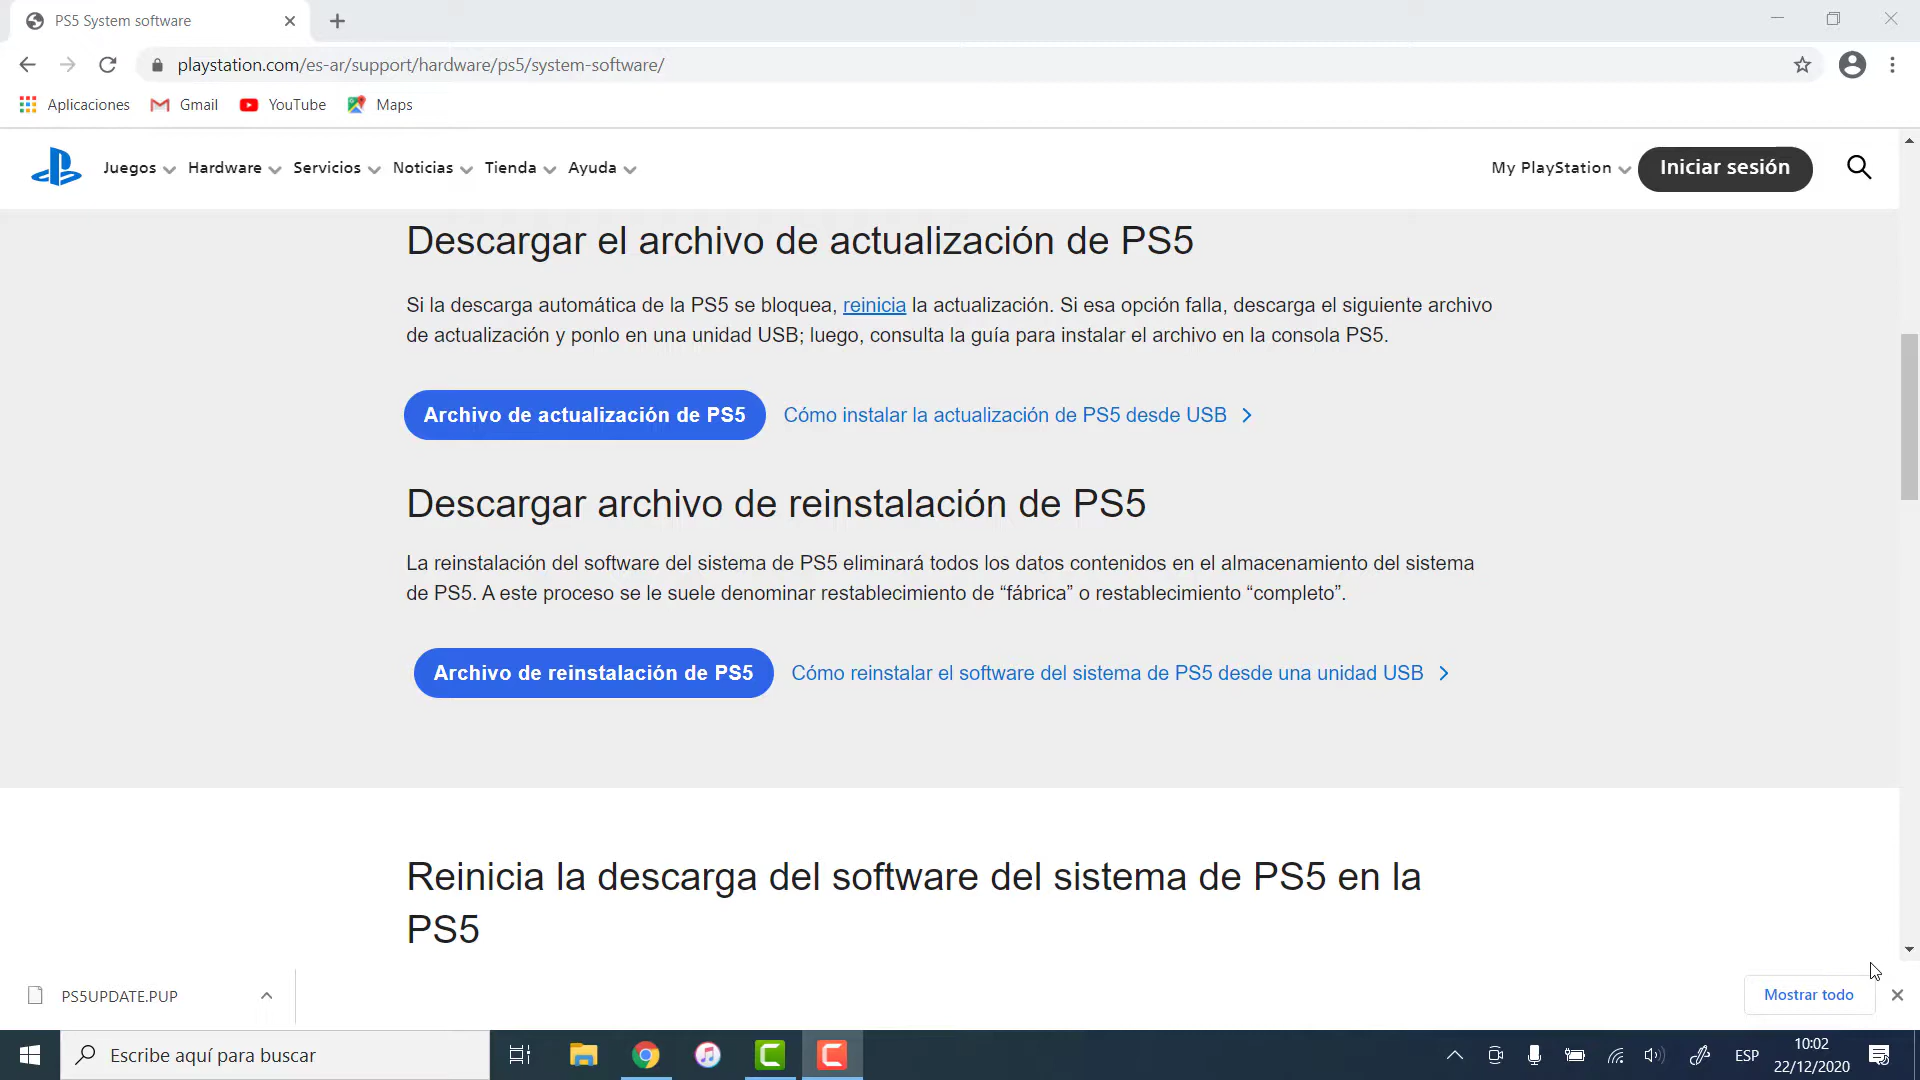 PS5 System software
playstation.com/es-ar/support/hardware/ps5/system-software/
Aplicaciones Gmail YouTube Maps
Juegos Hardware Servicios Noticias Tienda Ayuda My PlayStation Iniciar sesión
Descargar el archivo de actualización de PS5
Si la descarga automática de la PS5 se bloquea, reinicia la actualización. Si esa opción falla, descarga el siguiente archivo
de actualización y ponlo en una unidad USB; luego, consulta la guía para instalar el archivo en la consola PS5.
Archivo de actualización de PS5 Cómo instalar la actualización de PS5 desde USB
Descargar archivo de reinstalación de PS5
La reinstalación del software del sistema de PS5 eliminará todos los datos contenidos en el almacenamiento del sistema
de PS5. A este proceso se le suele denominar restablecimiento de “fábrica” o restablecimiento “completo”.
Archivo de reinstalación de PS5 Cómo reinstalar el software del sistema de PS5 desde una unidad USB
Reinicia la descarga del software del sistema de PS5 en la
PS5
PS5UPDATE.PUP Mostrar todo
Escribe aquí para buscar ESP 10:02
22/12/2020